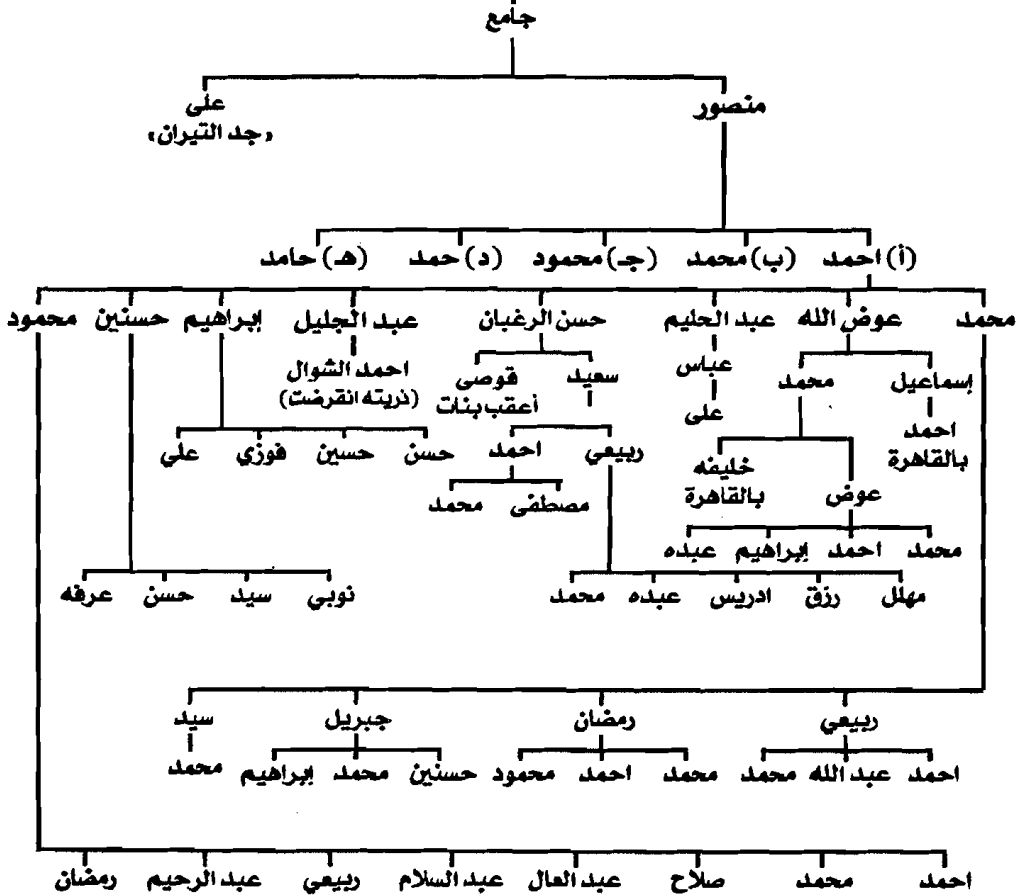 جامع
منصور على
«جد التيران»
(أ) احمد (ب) محمد (جـ) محمود (د) حمد (هـ) حامد
محمد عوض الله عبد الحليم حسن الرغبان عبد الجليل إبراهيم حسنين محمود
إسماعيل محمد عباس سعيد قوصى احمد الشوال
أعقب بنات (ذريته انقرضت)
احمد على
بالقاهرة
خليفه ربيعي احمد حسن حسين فوزي علي
بالقاهرة
عوض مصطفى محمد
محمد احمد إبراهيم عبده
مهلل رزق ادريس عبده محمد نوبي سيد حسن عرفه
ربيعي رمضان جبريل سيد
احمد عبد الله محمد محمد احمد محمود حسنين محمد إبراهيم محمد
احمد محمد صلاح عبد العال عبد السلام ربيعي عبد الرحيم رمضان